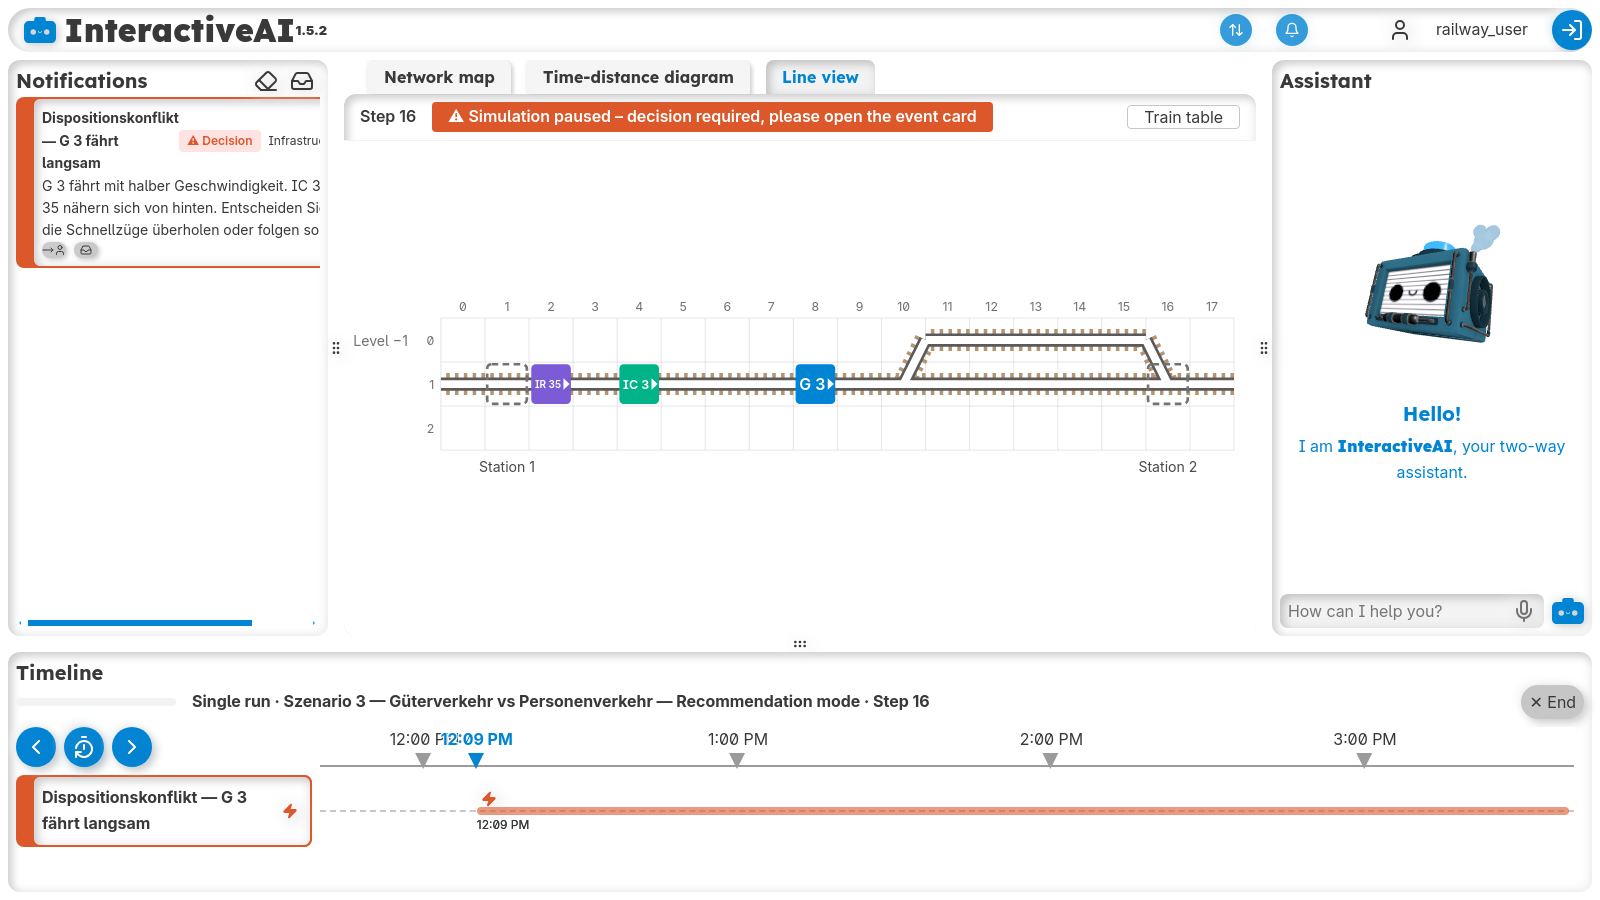 InteractiveAI 1.5.2
railway_user
Notifications
Dispositionskonflikt
— G 3 fährt
langsam
Decision
G 3 fährt mit halber Geschwindigkeit. IC 3
35 nähern sich von hinten. Entscheiden
die Schnellzüge überholen oder folgen
Network map
Time-distance diagram
Line view
Step 16
Simulation paused – decision required, please open the event card
Train table
0 1 2 3 4 5 6 7 8 9 10 11 12 13 14 15 16 17
Level −1
0
1
2
IR 35
IC 3
G 3
Station 1
Station 2
Assistant
Hello!
I am InteractiveAI, your two-way
assistant.
How can I help you?
Timeline
Single run · Szenario 3 — Güterverkehr vs Personenverkehr — Recommendation mode · Step 16
× End
12:00
12:09 PM
1:00 PM
2:00 PM
3:00 PM
Dispositionskonflikt — G 3
fährt langsam
12:09 PM